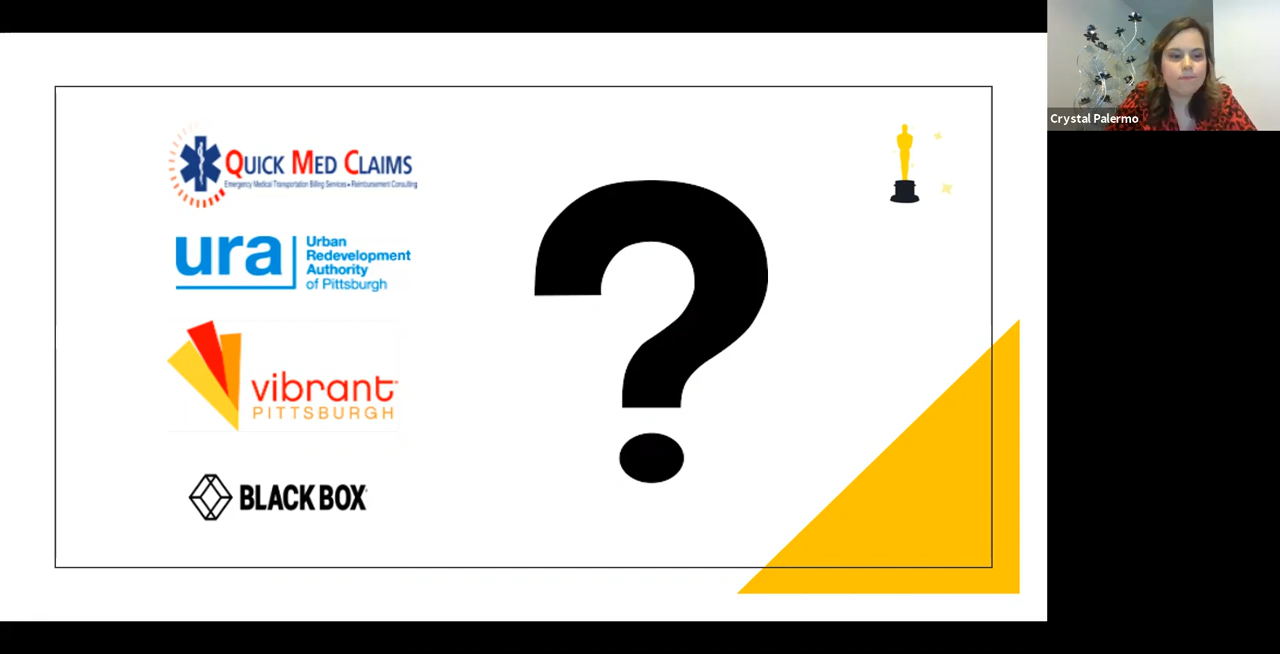 QUICK MED CLAIMS
Emergency Medical Transportation Billing Services • Reimbursement Consulting
ura
Urban
Redevelopment
Authority
of Pittsburgh
vibrant
PITTSBURGH
BLACK BOX
?
Crystal Palermo